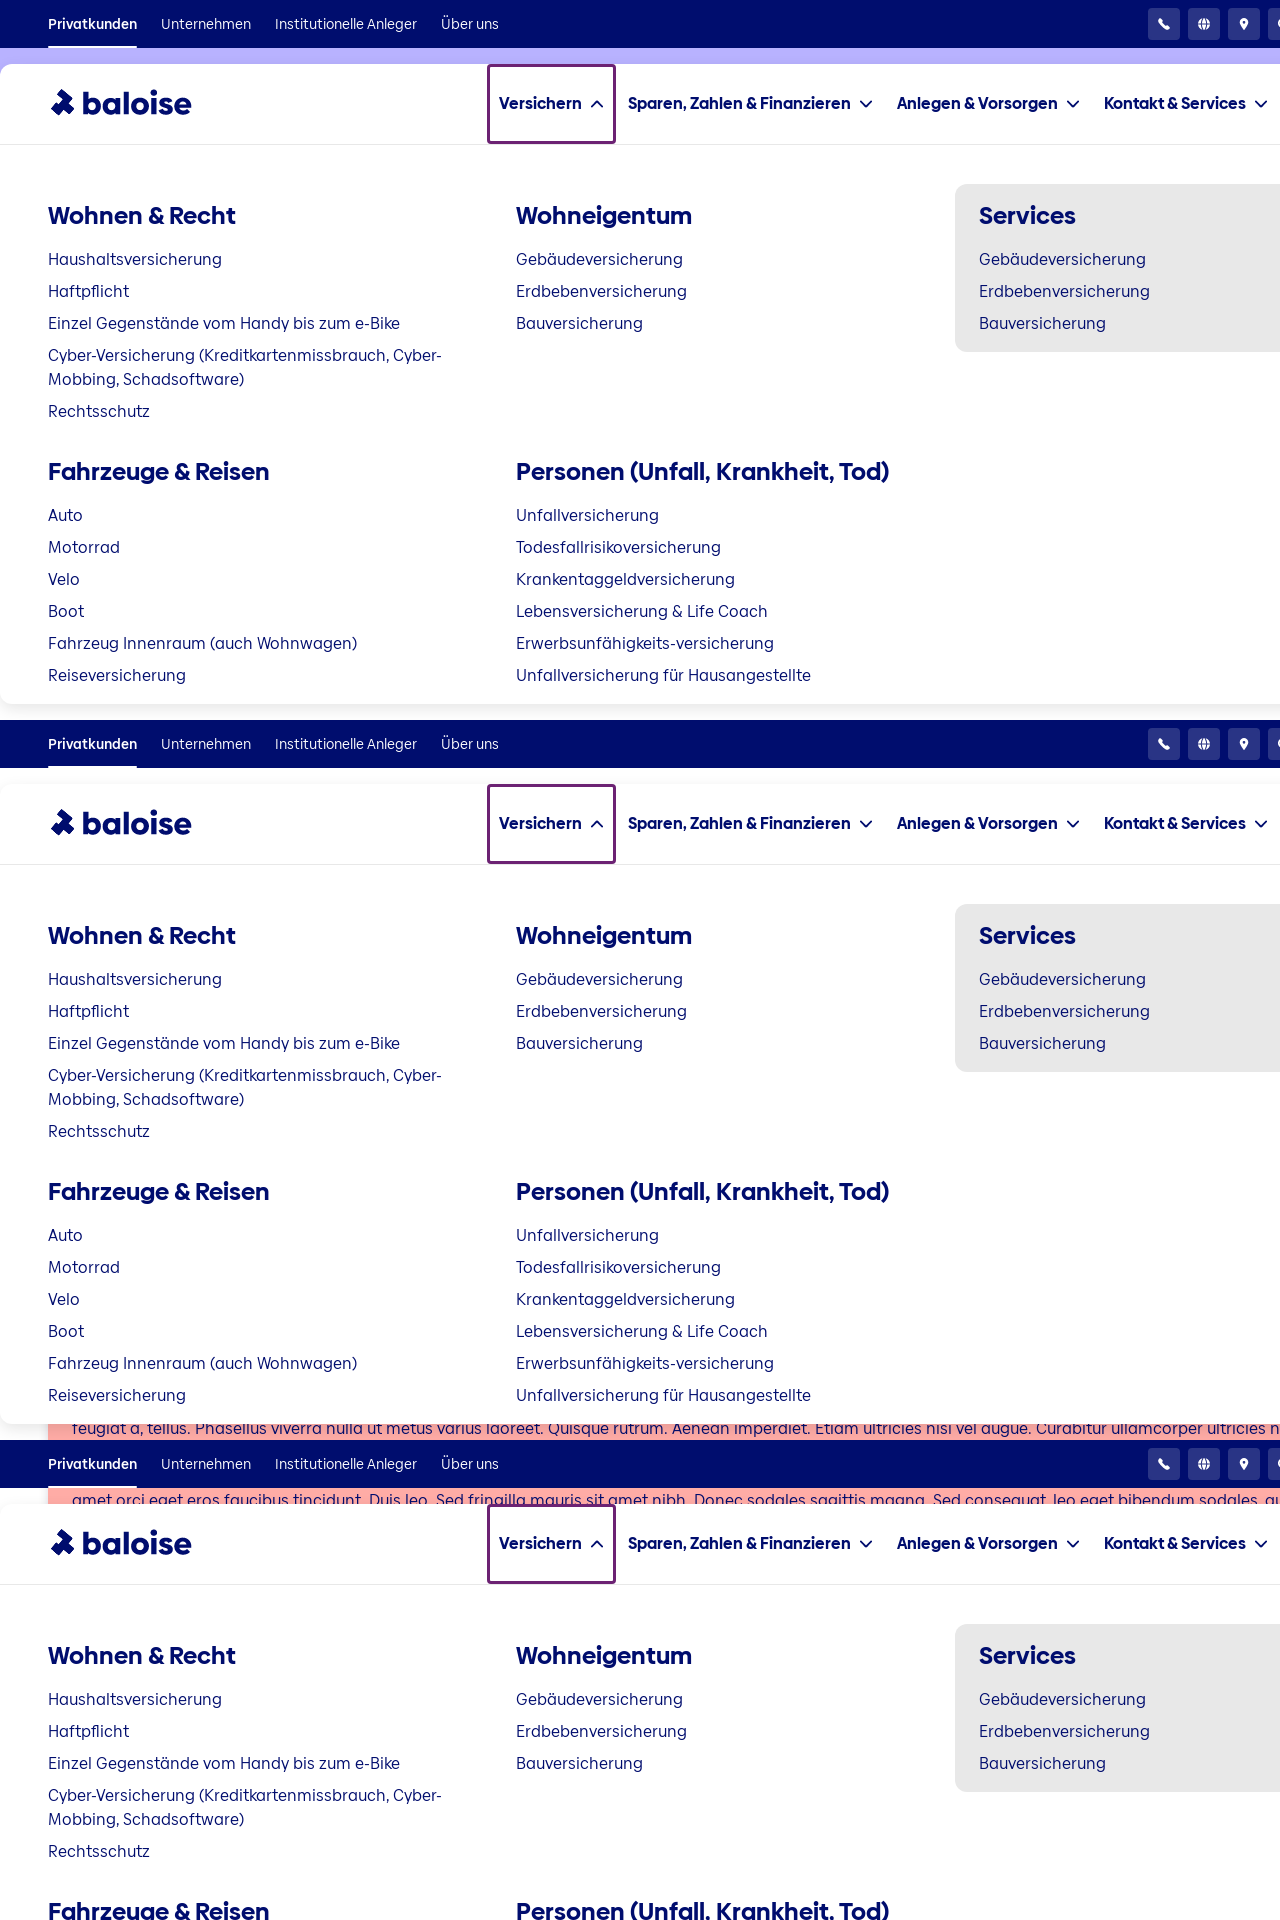 Privatkunden Unternehmen Institutionelle Anleger Über uns
baloise Versichern Sparen, Zahlen & Finanzieren Anlegen & Vorsorgen Kontakt & Services
Wohnen & Recht Wohneigentum Services
Haushaltsversicherung Gebäudeversicherung Gebäudeversicherung
Haftpflicht Erdbebenversicherung Erdbebenversicherung
Einzel Gegenstände vom Handy bis zum e-Bike Bauversicherung Bauversicherung
Cyber-Versicherung (Kreditkartenmissbrauch, Cyber-
Mobbing, Schadsoftware)
Rechtsschutz
Fahrzeuge & Reisen Personen (Unfall, Krankheit, Tod)
Auto Unfallversicherung
Motorrad Todesfallrisikoversicherung
Velo Krankentaggeldversicherung
Boot Lebensversicherung & Life Coach
Fahrzeug Innenraum (auch Wohnwagen) Erwerbsunfähigkeits-versicherung
Reiseversicherung Unfallversicherung für Hausangestellte
Privatkunden Unternehmen Institutionelle Anleger Über uns
baloise Versichern Sparen, Zahlen & Finanzieren Anlegen & Vorsorgen Kontakt & Services
Wohnen & Recht Wohneigentum Services
Haushaltsversicherung Gebäudeversicherung Gebäudeversicherung
Haftpflicht Erdbebenversicherung Erdbebenversicherung
Einzel Gegenstände vom Handy bis zum e-Bike Bauversicherung Bauversicherung
Cyber-Versicherung (Kreditkartenmissbrauch, Cyber-
Mobbing, Schadsoftware)
Rechtsschutz
Fahrzeuge & Reisen Personen (Unfall, Krankheit, Tod)
Auto Unfallversicherung
Motorrad Todesfallrisikoversicherung
Velo Krankentaggeldversicherung
Boot Lebensversicherung & Life Coach
Fahrzeug Innenraum (auch Wohnwagen) Erwerbsunfähigkeits-versicherung
Reiseversicherung Unfallversicherung für Hausangestellte
feugiat a, tellus. Phasellus viverra nulla ut metus varius laoreet. Quisque rutrum. Aenean imperdiet. Etiam ultricies nisi vel augue. Curabitur ullamcorper ultricies
Privatkunden Unternehmen Institutionelle Anleger Über uns
amet orci eget eros faucibus tincidunt. Duis leo. Sed fringilla mauris sit amet nibh. Donec sodales sagittis magna. Sed consequat, leo eget bibendum sodales,
baloise Versichern Sparen, Zahlen & Finanzieren Anlegen & Vorsorgen Kontakt & Services
Wohnen & Recht Wohneigentum Services
Haushaltsversicherung Gebäudeversicherung Gebäudeversicherung
Haftpflicht Erdbebenversicherung Erdbebenversicherung
Einzel Gegenstände vom Handy bis zum e-Bike Bauversicherung Bauversicherung
Cyber-Versicherung (Kreditkartenmissbrauch, Cyber-
Mobbing, Schadsoftware)
Rechtsschutz
Fahrzeuge & Reisen Personen (Unfall, Krankheit, Tod)